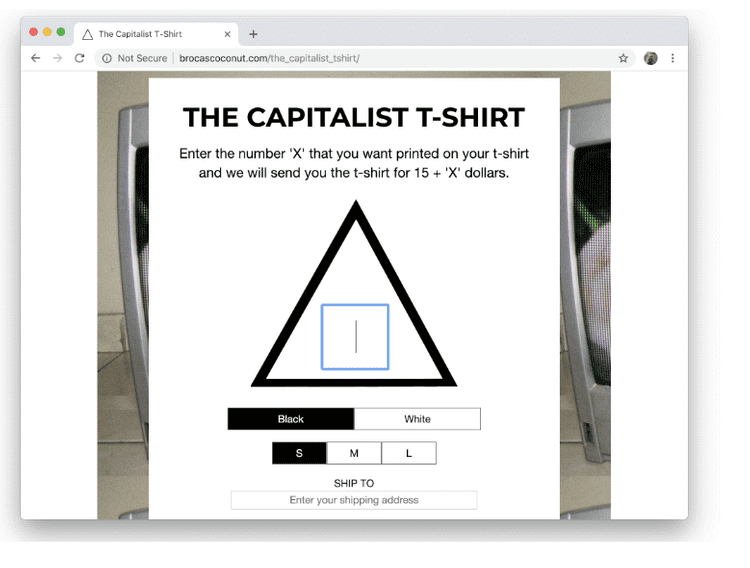 The Capitalist T-Shirt
Not Secure | brocascoconut.com/the_capitalist_tshirt/
THE CAPITALIST T-SHIRT
Enter the number 'X' that you want printed on your t-shirt
and we will send you the t-shirt for 15 + 'X' dollars.
Black White
S M L
SHIP TO
Enter your shipping address